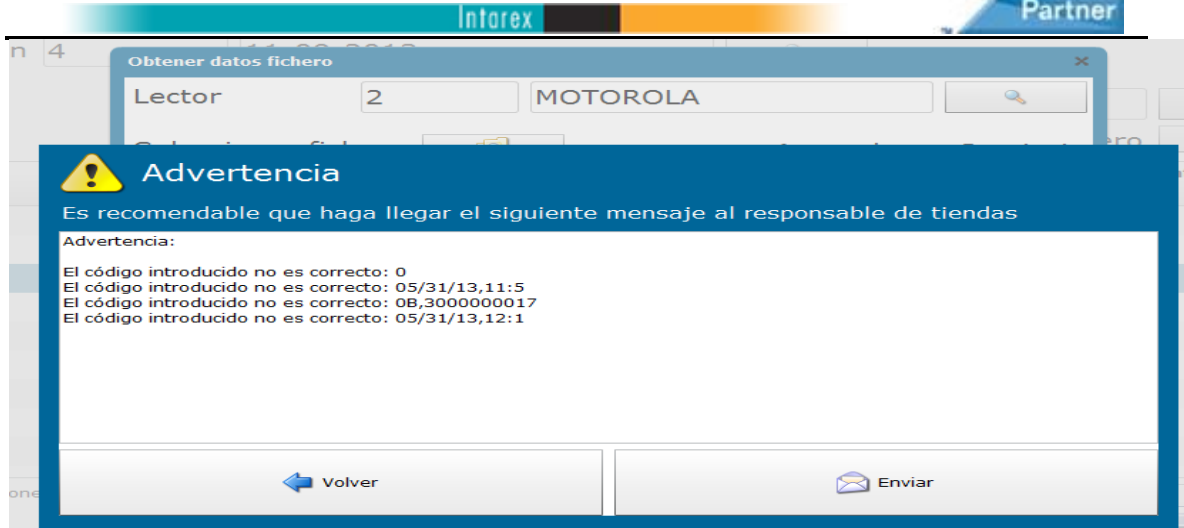 Intarex
Partner
n 4
Obtener datos fichero
Lector 2 MOTOROLA
Advertencia
Es recomendable que haga llegar el siguiente mensaje al responsable de tiendas
Advertencia:
El código introducido no es correcto: 0
El código introducido no es correcto: 05/31/13,11:5
El código introducido no es correcto: 0B,3000000017
El código introducido no es correcto: 05/31/13,12:1
Volver Enviar
one